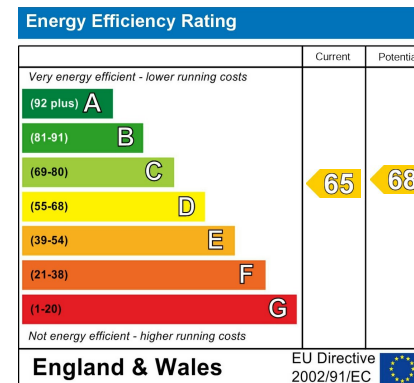 Energy Efficiency Rating
Current Potentia
Very energy efficient - lower running costs
(92 plus) A
(81-91) B
(69-80) C
(55-68) D
(39-54) E
(21-38) F
(1-20) G
65 68
Not energy efficient - higher running costs
England & Wales
EU Directive
2002/91/EC